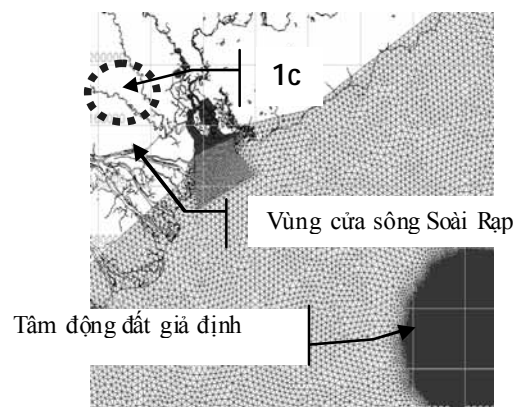 1c
Vùng cửa sông Soài Rạp
Tâm động đất giả định